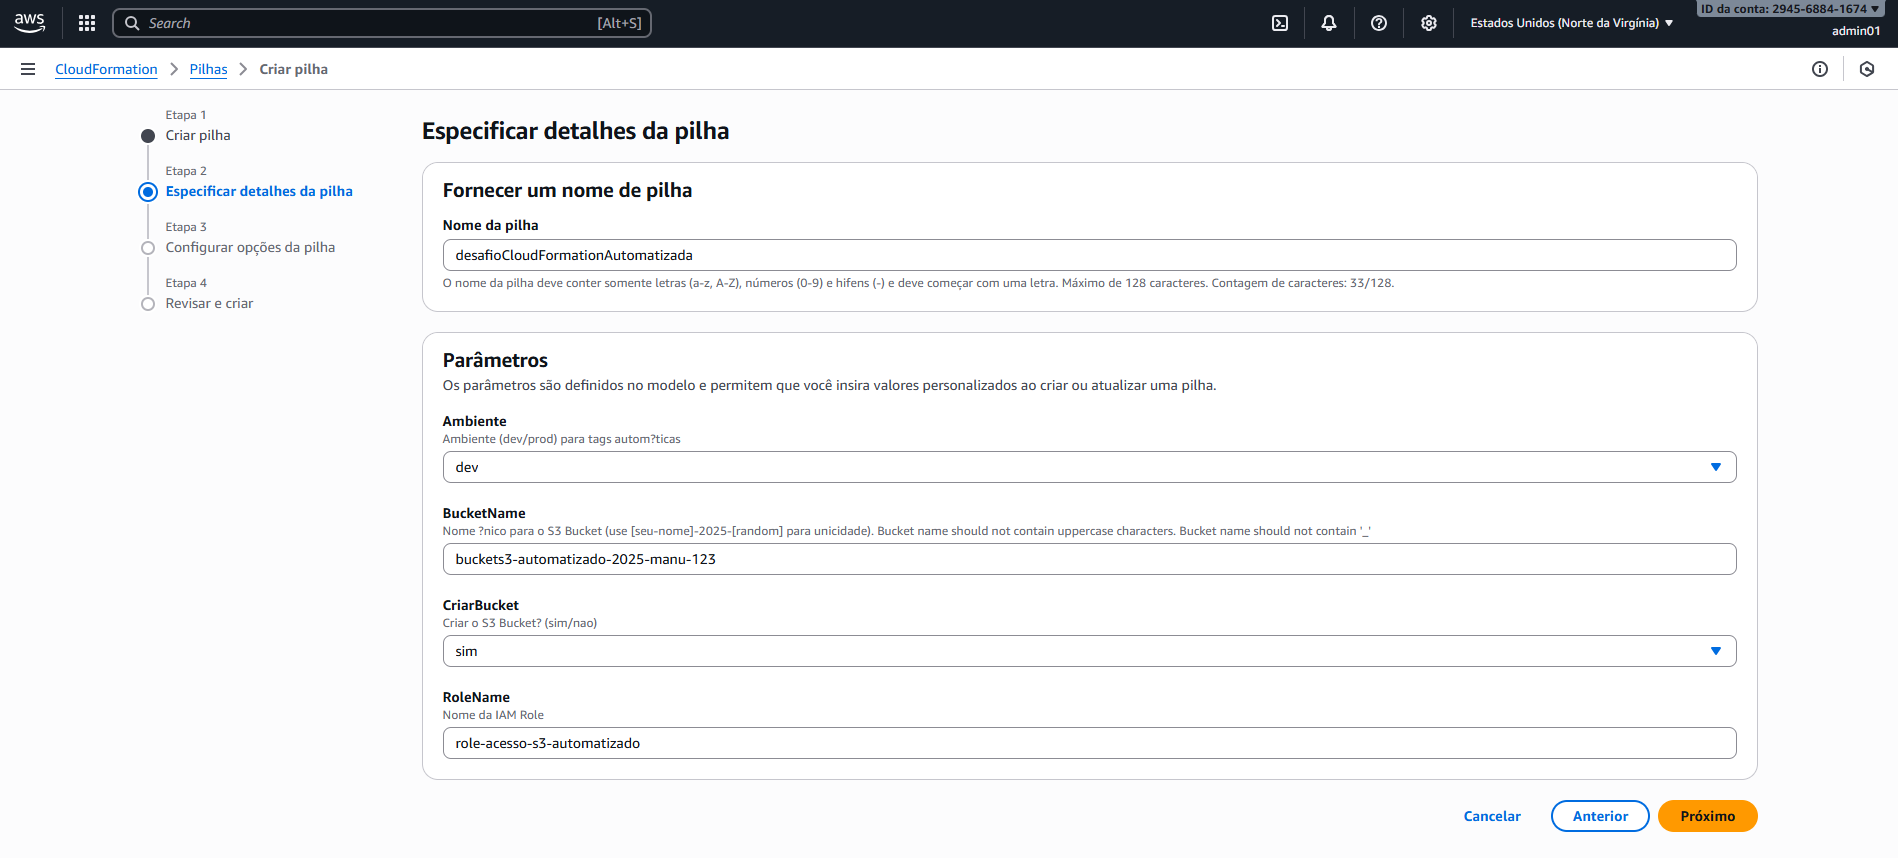 aws
Search
[Alt+S]
Estados Unidos (Norte da Virgínia)
ID da conta: 2945-6884-1674
admin01
CloudFormation
Pilhas
Criar pilha
Etapa 1
Criar pilha
Etapa 2
Especificar detalhes da pilha
Etapa 3
Configurar opções da pilha
Etapa 4
Revisar e criar
Especificar detalhes da pilha
Fornecer um nome de pilha
Nome da pilha
desafioCloudFormationAutomatizada
O nome da pilha deve conter somente letras (a-z, A-Z), números (0-9) e hifens (-) e deve começar com uma letra. Máximo de 128 caracteres. Contagem de caracteres: 33/128.
Parâmetros
Os parâmetros são definidos no modelo e permitem que você insira valores personalizados ao criar ou atualizar uma pilha.
Ambiente
Ambiente (dev/prod) para tags autom?ticas
dev
BucketName
Nome ?nico para o S3 Bucket (use [seu-nome]-2025-[random] para unicidade). Bucket name should not contain uppercase characters. Bucket name should not contain '_'
buckets3-automatizado-2025-manu-123
CriarBucket
Criar o S3 Bucket? (sim/nao)
sim
RoleName
Nome da IAM Role
role-acesso-s3-automatizado
Cancelar
Anterior
Próximo